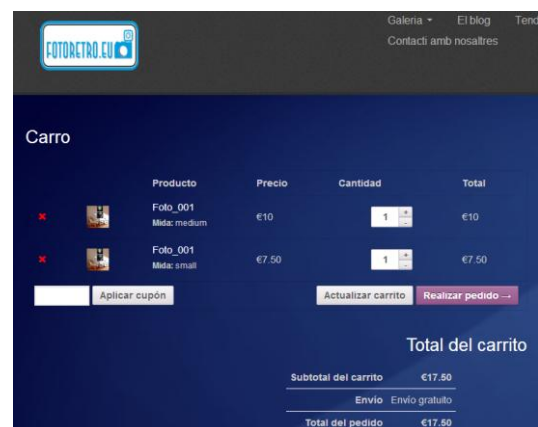 FOTORETRO.EU
Galeria El blog
Contacti amb nosaltres
Carro
Producto Precio Cantidad Total
Foto_001
Mida: medium
€10 1 €10
Foto_001
Mida: small
€7.50 1 €7.50
Aplicar cupón Actualizar carrito Realizar pedido →
Total del carrito
Subtotal del carrito €17.50
Envío Envío gratuito
Total del pedido €17.50